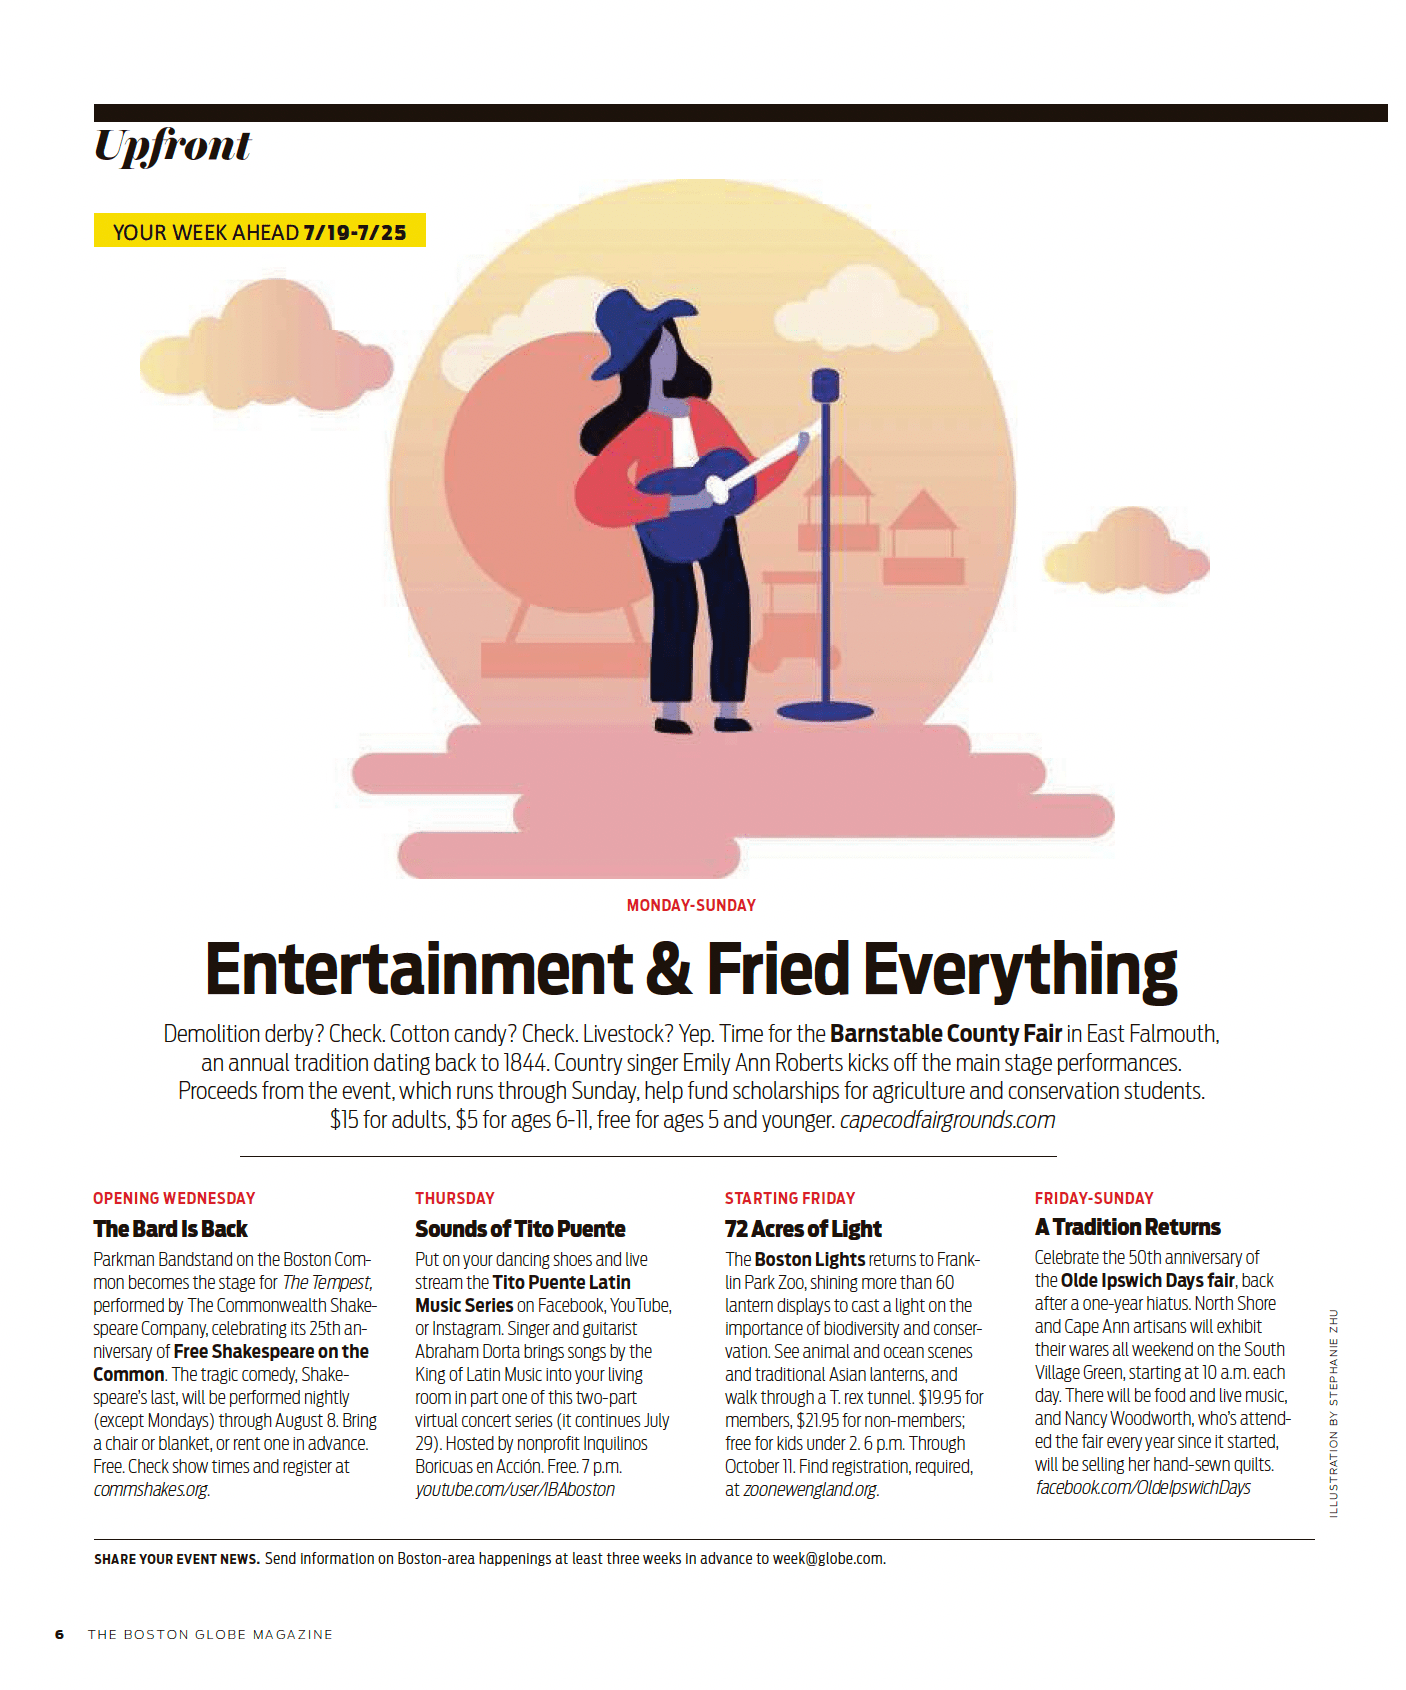 Upfront
YOUR WEEK AHEAD 7/19-7/25
MONDAY-SUNDAY
Entertainment & Fried Everything
Demolition derby? Check. Cotton candy? Check. Livestock? Yep. Time for the Barnstable County Fair in East Falmouth,
an annual tradition dating back to 1844. Country singer Emily Ann Roberts kicks off the main stage performances.
Proceeds from the event, which runs through Sunday, help fund scholarships for agriculture and conservation students.
$15 for adults, $5 for ages 6-11, free for ages 5 and younger. capecodfairgrounds.com
OPENING WEDNESDAY
The Bard Is Back
Parkman Bandstand on the Boston Com-
mon becomes the stage for The Tempest,
performed by The Commonwealth Shake-
speare Company, celebrating its 25th an-
niversary of Free Shakespeare on the
Common. The tragic comedy, Shake-
speare's last, will be performed nightly
(except Mondays) through August 8. Bring
a chair or blanket, or rent one in advance.
Free. Check show times and register at
commshakes.org.
THURSDAY
Sounds of Tito Puente
Put on your dancing shoes and live
stream the Tito Puente Latin
Music Series on Facebook, YouTube,
or Instagram. Singer and guitarist
Abraham Dorta brings songs by the
King of Latin Music into your living
room in part one of this two-part
virtual concert series (it continues July
29). Hosted by nonprofit Inquilinos
Boricuas en Acción. Free. 7 p.m.
youtube.com/user/IBAboston
STARTING FRIDAY
72 Acres of Light
The Boston Lights returns to Frank-
lin Park Zoo, shining more than 60
lantern displays to cast a light on the
importance of biodiversity and conser-
vation. See animal and ocean scenes
and traditional Asian lanterns, and
walk through a T. rex tunnel. $19.95 for
members, $21.95 for non-members;
free for kids under 2. 6 p.m. Through
October 11. Find registration, required,
at zoonewengland.org.
FRIDAY-SUNDAY
A Tradition Returns
Celebrate the 50th anniversary of
the Olde Ipswich Days fair, back
after a one-year hiatus. North Shore
and Cape Ann artisans will exhibit
their wares all weekend on the South
Village Green, starting at 10 a.m. each
day. There will be food and live music,
and Nancy Woodworth, who's attend-
ed the fair every year since it started,
will be selling her hand-sewn quilts.
facebook.com/OldeIpswichDays
ILLUSTRATION BY STEPHANIE ZHU
SHARE YOUR EVENT NEWS. Send information on Boston-area happenings at least three weeks in advance to week@globe.com.
6 THE BOSTON GLOBE MAGAZINE